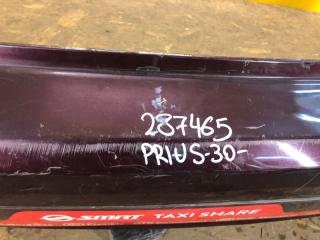 287465
PRIUS-30-
SMRT TAXI SHARE